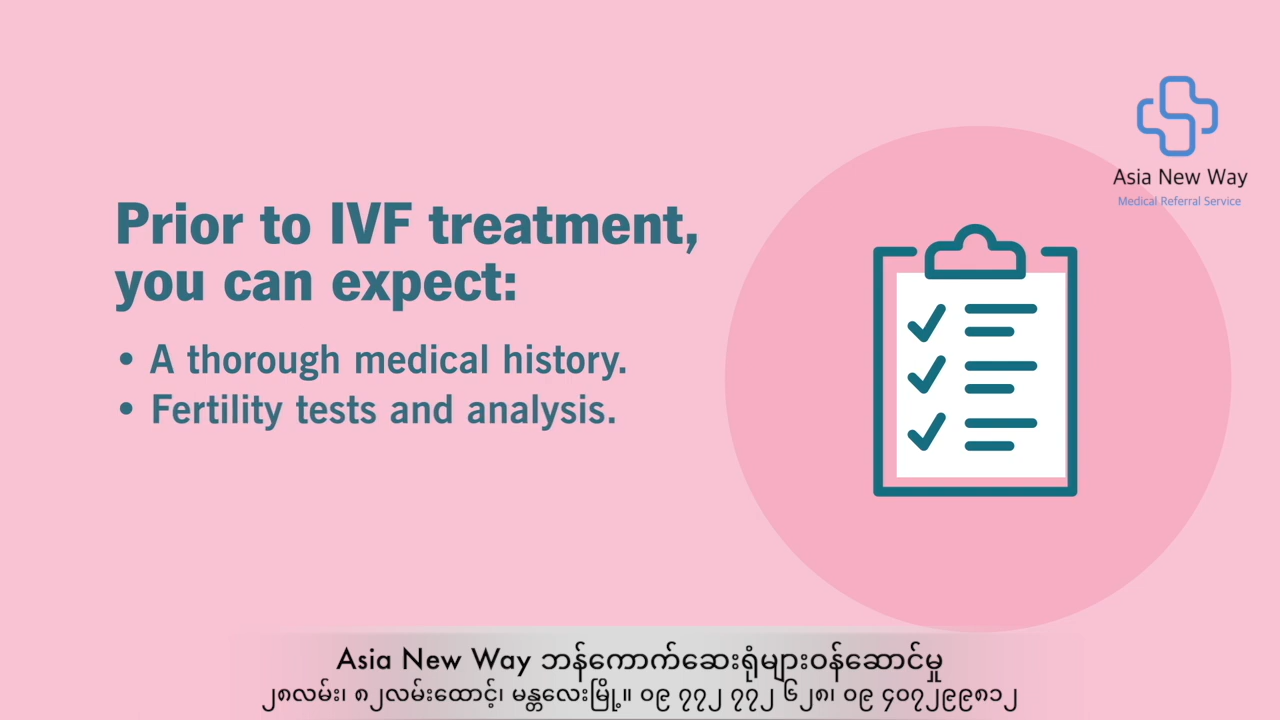 Asia New Way
Medical Referral Service
Prior to IVF treatment,
you can expect:
• A thorough medical history.
• Fertility tests and analysis.
Asia New Way ဘန်ကောက်ဆေးရုံများဝန်ဆောင်မှု
၂၈လမ်း၊ ၈၂လမ်းထောင့်၊ မန္တလေးမြို့။ ၀၉ ၇၇၂ ၇၇၂ ၆၂၈၊ ၀၉ ၄၀၇၂၉၉၈၁၂